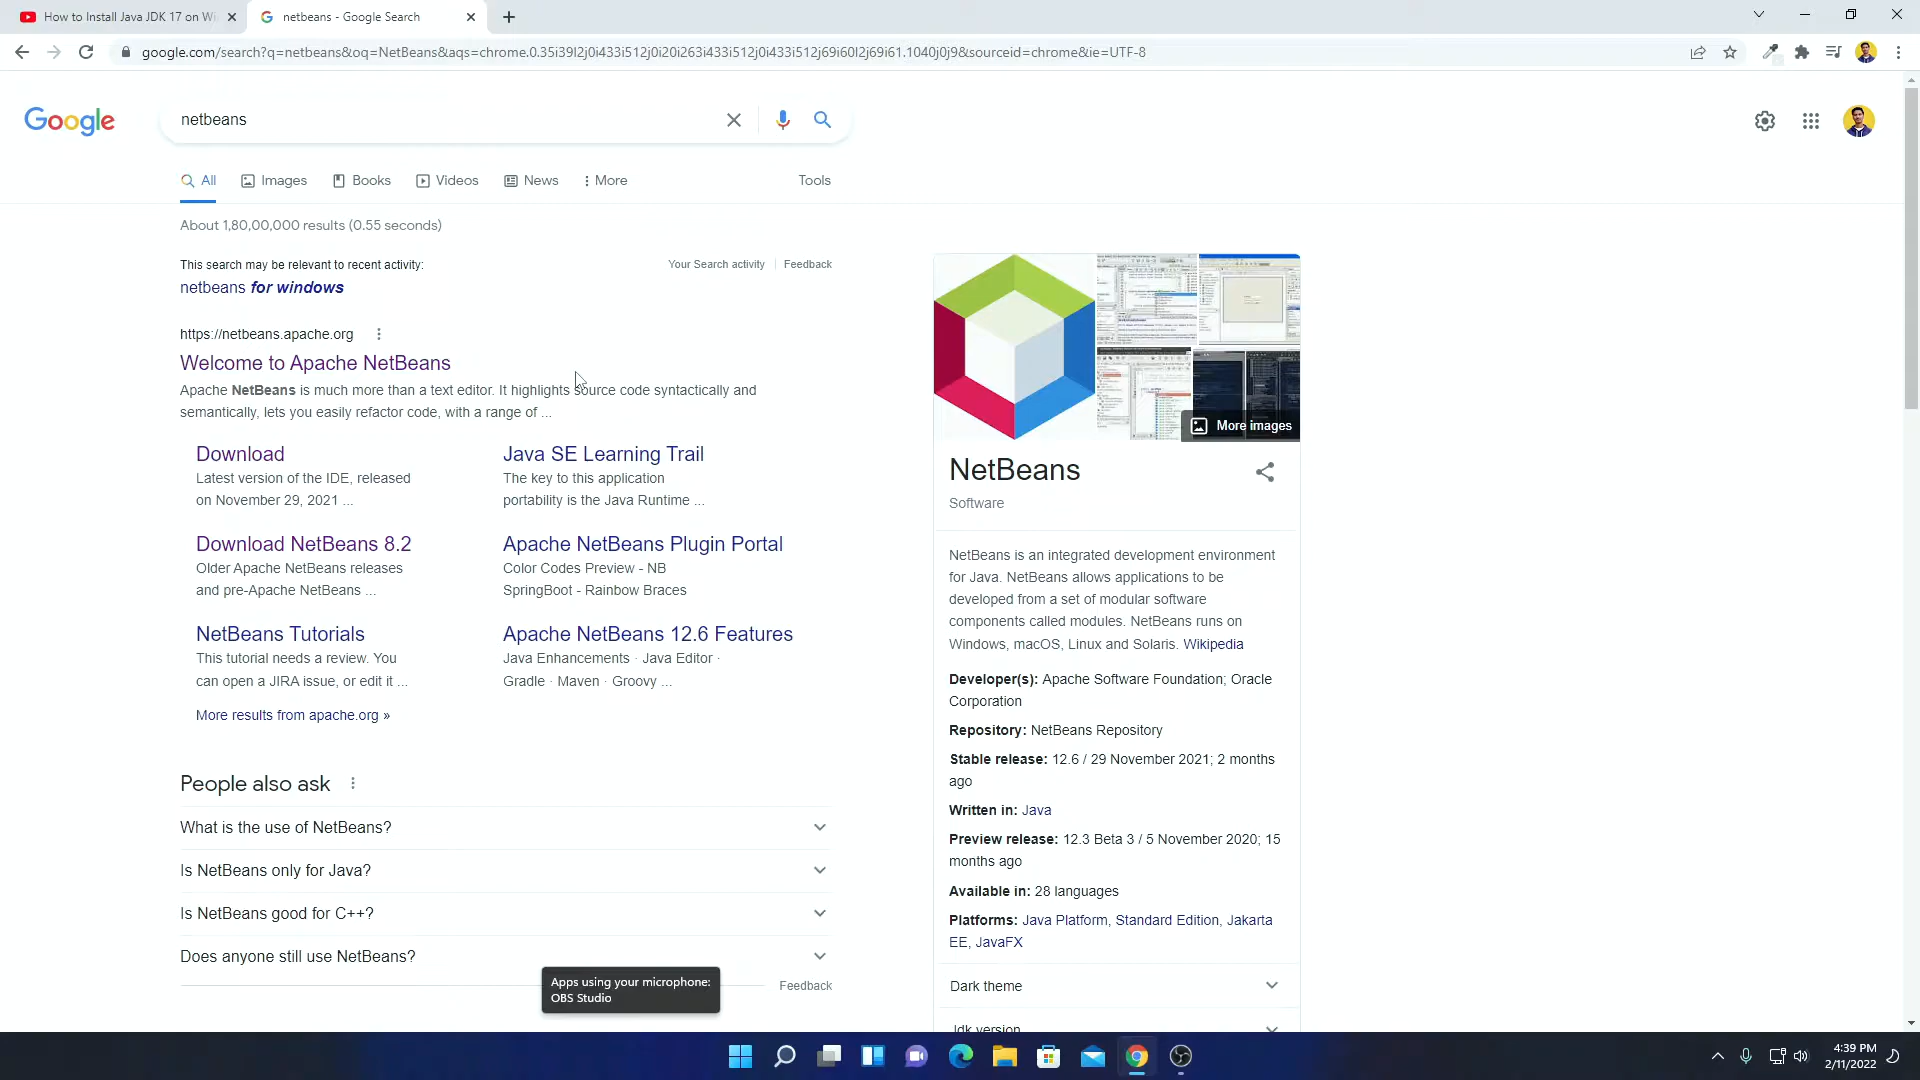 How to Install Java JDK 17 on Wi
netbeans - Google Search
google.com/search?q=netbeans&oq=NetBeans&aqs=chrome.0.35i39l2j0i433i512j0i20i263i433i512j0i433i512j69i60l2j69i61.1040j0j9&sourceid=chrome&ie=UTF-8
Google
netbeans
All
Images
Books
Videos
News
More
Tools
About 1,80,00,000 results (0.55 seconds)
This search may be relevant to recent activity:
Your Search activity
Feedback
netbeans for windows
https://netbeans.apache.org
Welcome to Apache NetBeans
Apache NetBeans is much more than a text editor. It highlights source code syntactically and
semantically, lets you easily refactor code, with a range of ...
Download
Latest version of the IDE, released
on November 29, 2021 ...
Java SE Learning Trail
The key to this application
portability is the Java Runtime ...
Download NetBeans 8.2
Older Apache NetBeans releases
and pre-Apache NetBeans ...
Apache NetBeans Plugin Portal
Color Codes Preview - NB
SpringBoot - Rainbow Braces
NetBeans Tutorials
This tutorial needs a review. You
can open a JIRA issue, or edit it ...
Apache NetBeans 12.6 Features
Java Enhancements · Java Editor ·
Gradle · Maven · Groovy ...
More results from apache.org »
People also ask
What is the use of NetBeans?
Is NetBeans only for Java?
Is NetBeans good for C++?
Does anyone still use NetBeans?
Feedback
Apps using your microphone:
OBS Studio
More images
NetBeans
Software
NetBeans is an integrated development environment
for Java. NetBeans allows applications to be
developed from a set of modular software
components called modules. NetBeans runs on
Windows, macOS, Linux and Solaris. Wikipedia
Developer(s): Apache Software Foundation; Oracle
Corporation
Repository: NetBeans Repository
Stable release: 12.6 / 29 November 2021; 2 months
ago
Written in: Java
Preview release: 12.3 Beta 3 / 5 November 2020; 15
months ago
Available in: 28 languages
Platforms: Java Platform, Standard Edition, Jakarta
EE, JavaFX
Dark theme
Jdk version
4:39 PM
2/11/2022